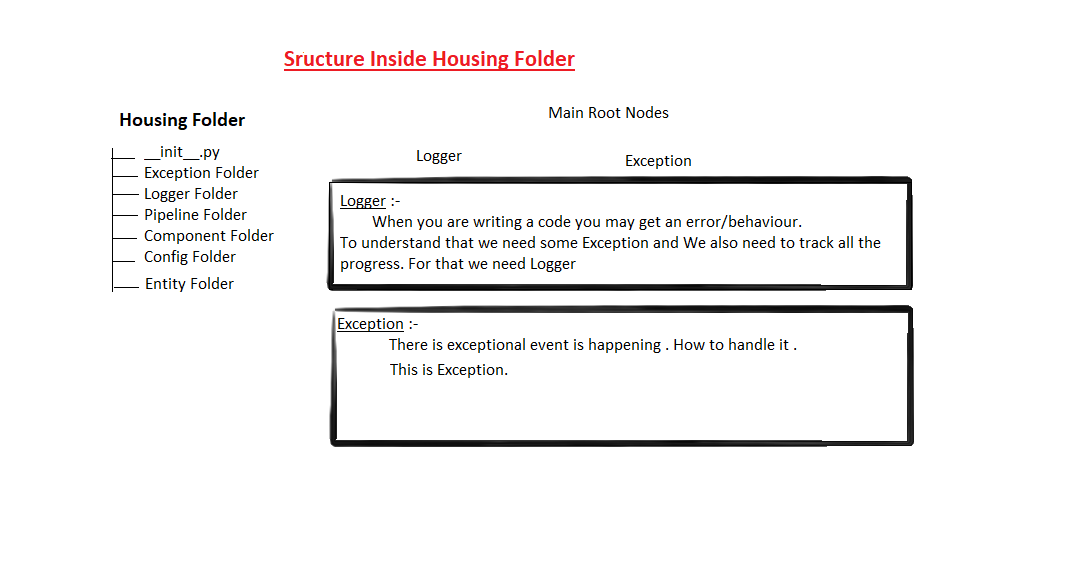 Sructure Inside Housing Folder
Housing Folder
__init__.py
Exception Folder
Logger Folder
Pipeline Folder
Component Folder
Config Folder
Entity Folder
Main Root Nodes
Logger
Exception
Logger :-
When you are writing a code you may get an error/behaviour.
To understand that we need some Exception and We also need to track all the
progress. For that we need Logger
Exception :-
There is exceptional event is happening . How to handle it .
This is Exception.